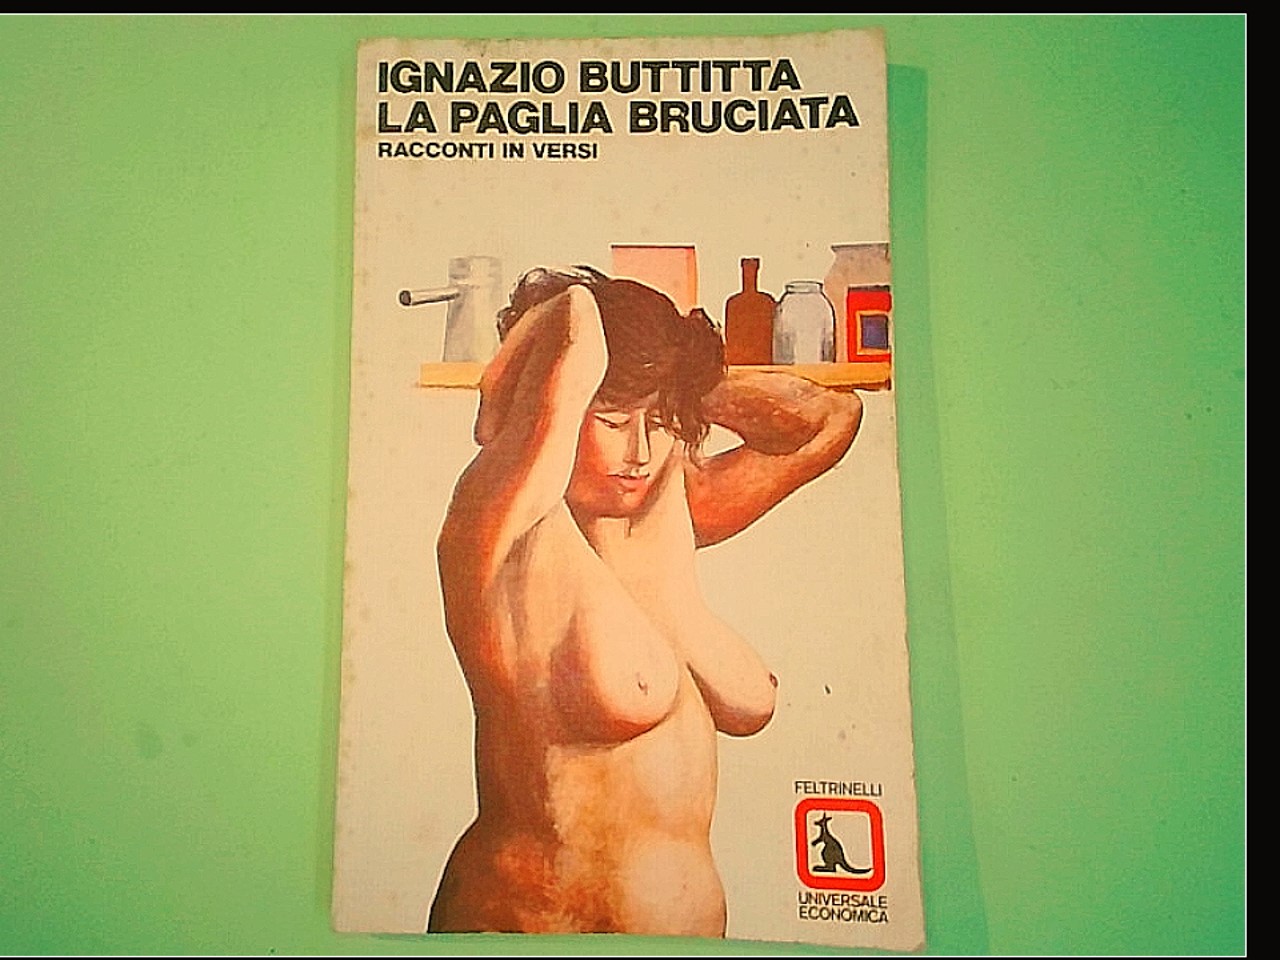 IGNAZIO BUTTITTA
LA PAGLIA BRUCIATA
RACCONTI IN VERSI
FELTRINELLI
UNIVERSALE
ECONOMICA